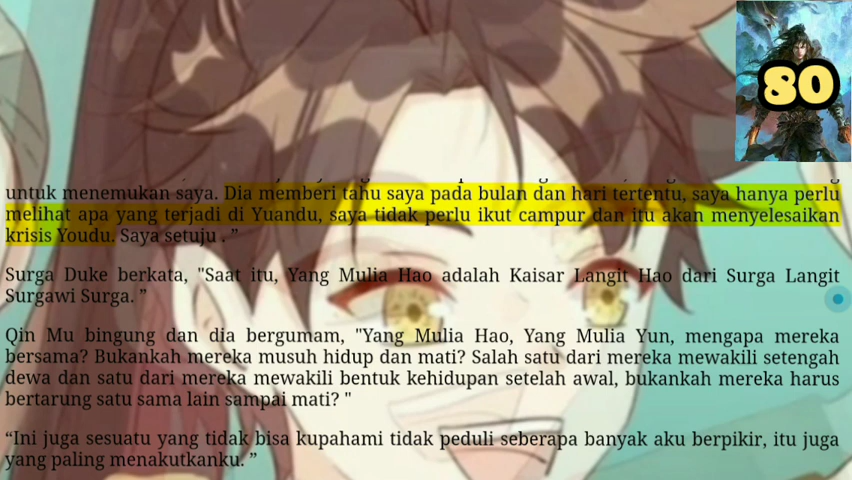 80
untuk menemukan saya. Dia memberi tahu saya pada bulan dan hari tertentu, saya hanya perlu
melihat apa yang terjadi di Yuandu, saya tidak perlu ikut campur dan itu akan menyelesaikan
krisis Youdu. Saya setuju . ”
Surga Duke berkata, "Saat itu, Yang Mulia Hao adalah Kaisar Langit Hao dari Surga Langit
Surgawi Surga. ”
Qin Mu bingung dan dia bergumam, "Yang Mulia Hao, Yang Mulia Yun, mengapa mereka
bersama? Bukankah mereka musuh hidup dan mati? Salah satu dari mereka mewakili setengah
dewa dan satu dari mereka mewakili bentuk kehidupan setelah awal, bukankah mereka harus
bertarung satu sama lain sampai mati? "
“Ini juga sesuatu yang tidak bisa kupahami tidak peduli seberapa banyak aku berpikir, itu juga
yang paling menakutkanku. ”